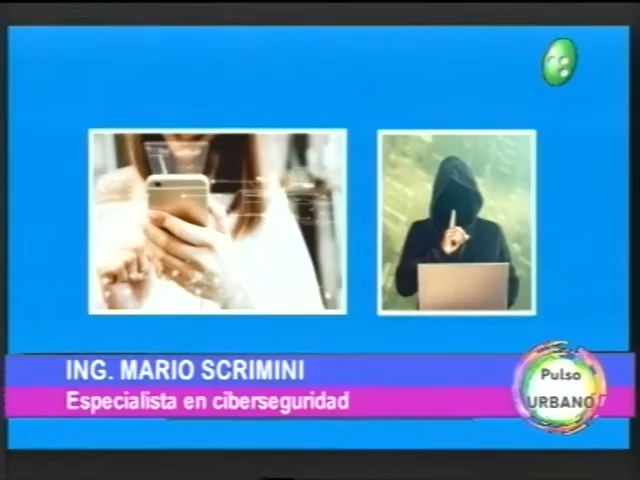 ING. MARIO SCRIMINI
Especialista en ciberseguridad
Pulso
URBANO